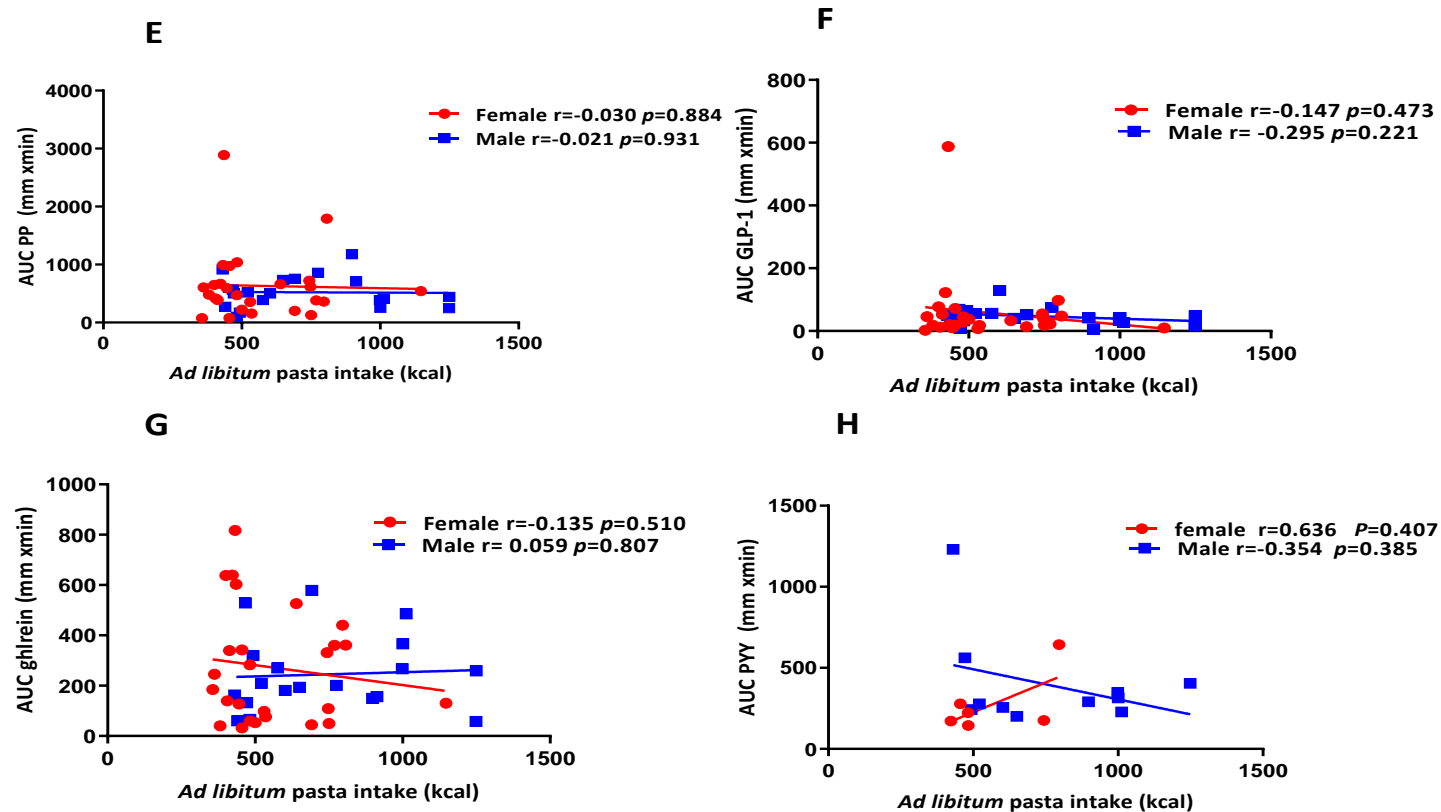 E
AUC PP (mm xmin)
4000
3000
2000
1000
0
0
500
1000
1500
Female r=-0.030 p=0.884
Male r=-0.021 p=0.931
Ad libitum pasta intake (kcal)
F
AUC GLP-1 (mm xmin)
800
600
400
200
0
0
500
1000
1500
Female r=-0.147 p=0.473
Male r= -0.295 p=0.221
Ad libitum pasta intake (kcal)
G
AUC ghlrein (mm xmin)
1000
800
600
400
200
0
0
500
1000
1500
Female r=-0.135 p=0.510
Male r= 0.059 p=0.807
Ad libitum pasta intake (kcal)
H
AUC PYY (mm xmin)
1500
1000
500
0
0
500
1000
1500
female r=0.636 P=0.407
Male r=-0.354 p=0.385
Ad libitum pasta intake (kcal)